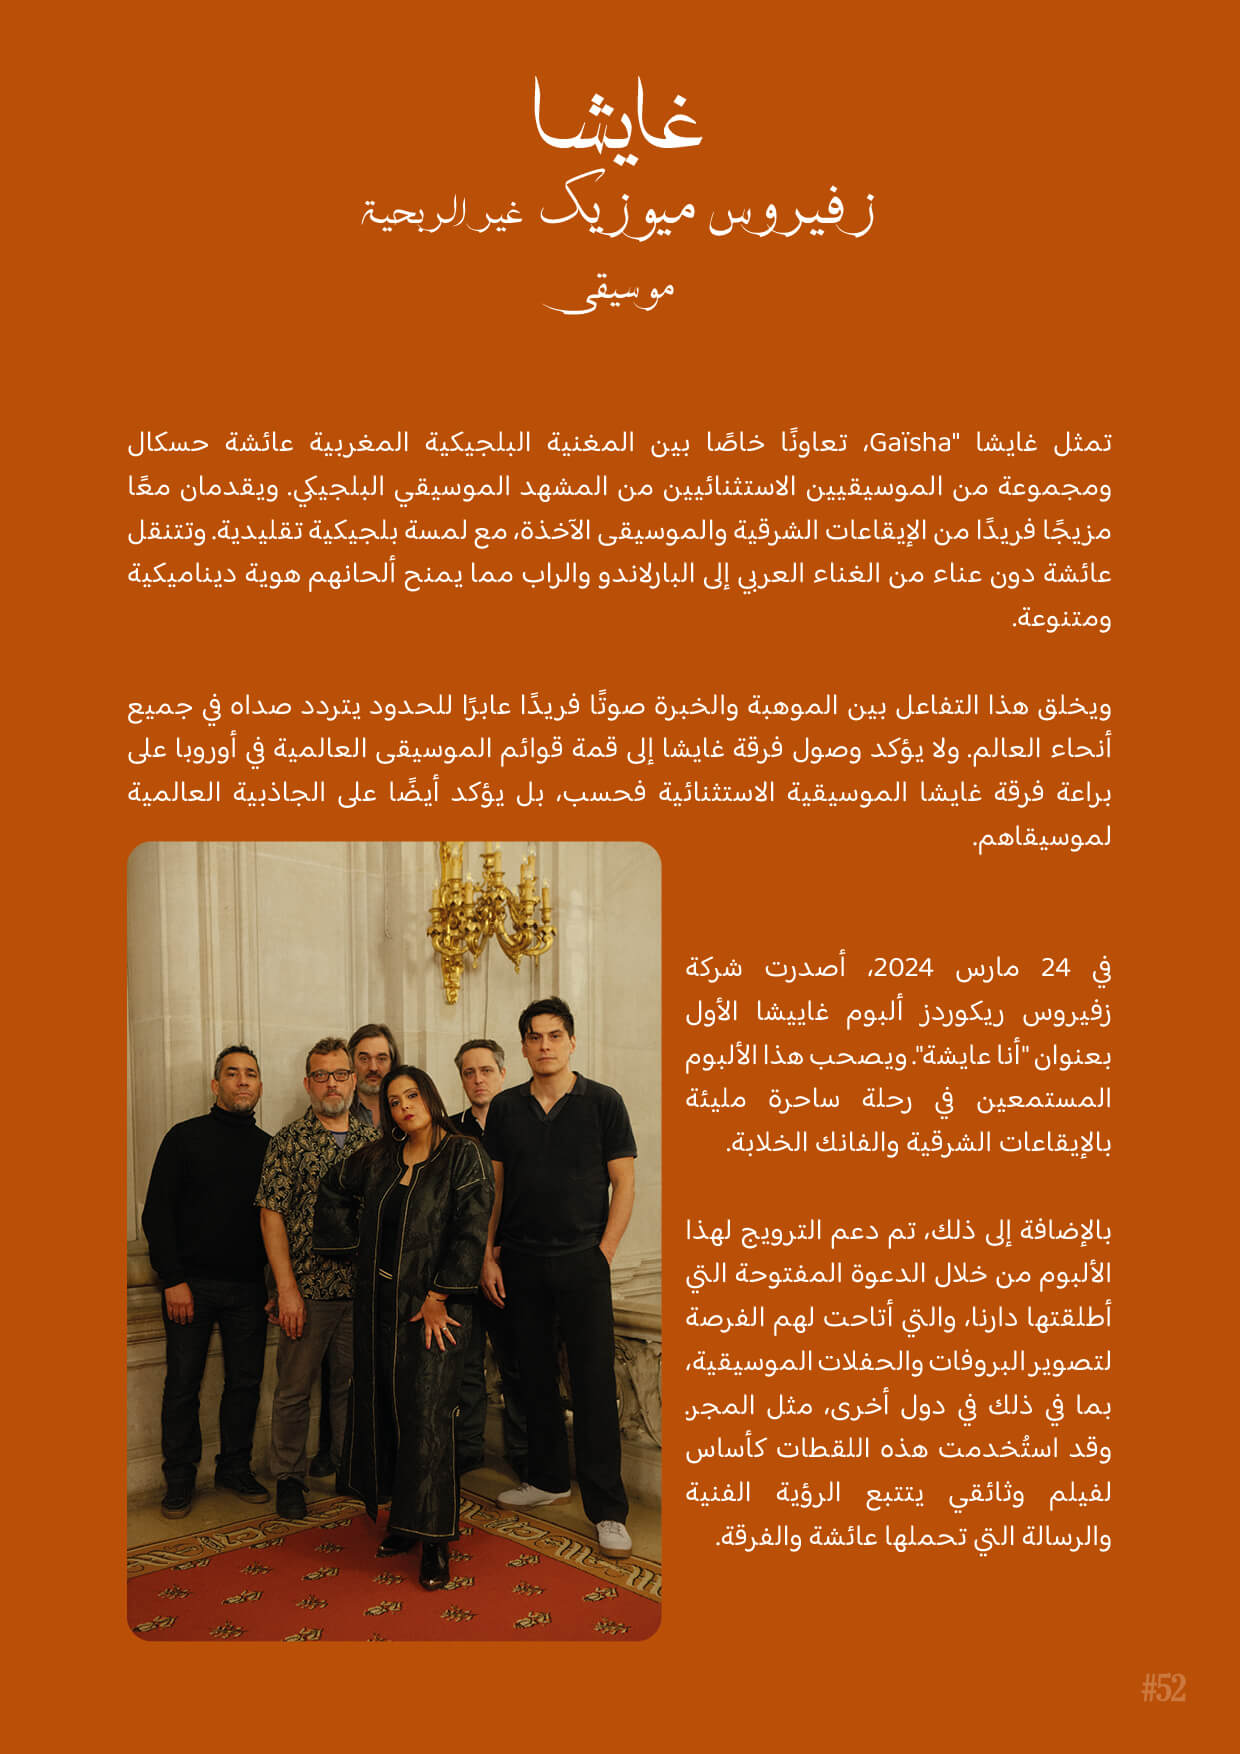 غايشا
زفيروس ميوزيك غير الربحية
موسيقى
تمثل غايشا "Gaïsha، تعاونًا خاصًا بين المغنية البلجيكية المغربية عائشة حسكال
ومجموعة من الموسيقيين الاستثنائيين من المشهد الموسيقي البلجيكي. ويقدمان معًا
مزيجًا فريدًا من الإيقاعات الشرقية والموسيقى الآخذة، مع لمسة بلجيكية تقليدية. وتتنقل
عائشة دون عناء من الغناء العربي إلى البارلاندو والراب مما يمنح ألحانهم هوية ديناميكية
ومتنوعة.
ويخلق هذا التفاعل بين الموهبة والخبرة صوتًا فريدًا عابرًا للحدود يتردد صداه في جميع
أنحاء العالم. ولا يؤكد وصول فرقة غايشا إلى قمة قوائم الموسيقى العالمية في أوروبا على
براعة فرقة غايشا الموسيقية الاستثنائية فحسب، بل يؤكد أيضًا على الجاذبية العالمية
لموسيقاهم.
في 24 مارس 2024، أصدرت شركة
زفيروس ريكوردز ألبوم غاييشا الأول
بعنوان "أنا عايشة". ويصحب هذا الألبوم
المستمعين في رحلة ساحرة مليئة
بالإيقاعات الشرقية والفانك الخلابة.
بالإضافة إلى ذلك، تم دعم الترويج لهذا
الألبوم من خلال الدعوة المفتوحة التي
أطلقتها دارنا، والتي أتاحت لهم الفرصة
لتصوير البروفات والحفلات الموسيقية،
بما في ذلك في دول أخرى، مثل المجر.
وقد استُخدمت هذه اللقطات كأساس
لفيلم وثائقي يتتبع الرؤية الفنية
والرسالة التي تحملها عائشة والفرقة.
#52